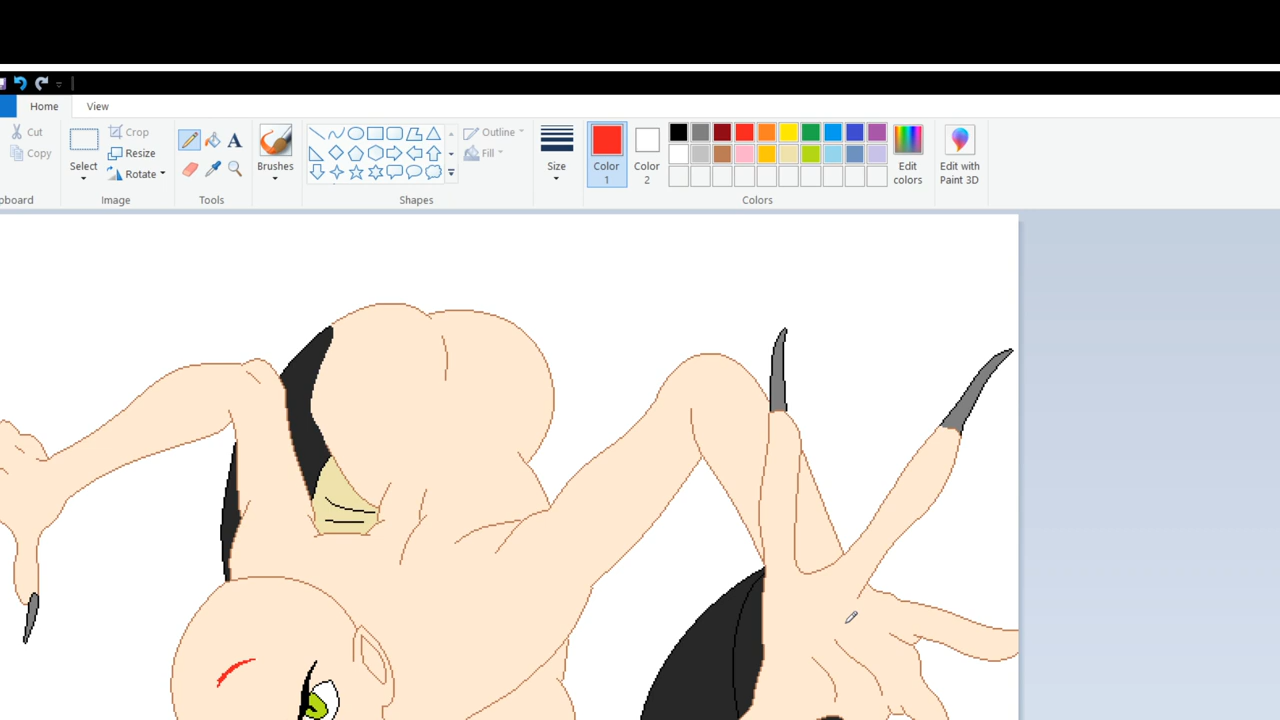 Home View
Cut
Copy
pboard
Select
Crop
Resize
Rotate
Image
A
Tools
Brushes
Outline
Fill
Shapes
Size
Color
1
Color
2
Colors
Edit
colors
Edit with
Paint 3D